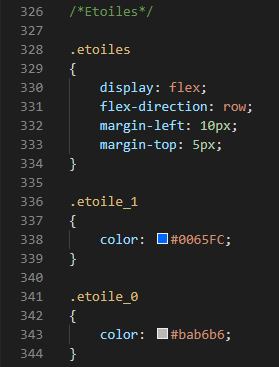 326 /*Etoiles*/
327
328 .etoiles
329 {
330 display: flex;
331 flex-direction: row;
332 margin-left: 10px;
333 margin-top: 5px;
334 }
335
336 .etoile_1
337 {
338 color: #0065FC;
339 }
340
341 .etoile_0
342 {
343 color: #bab6b6;
344 }